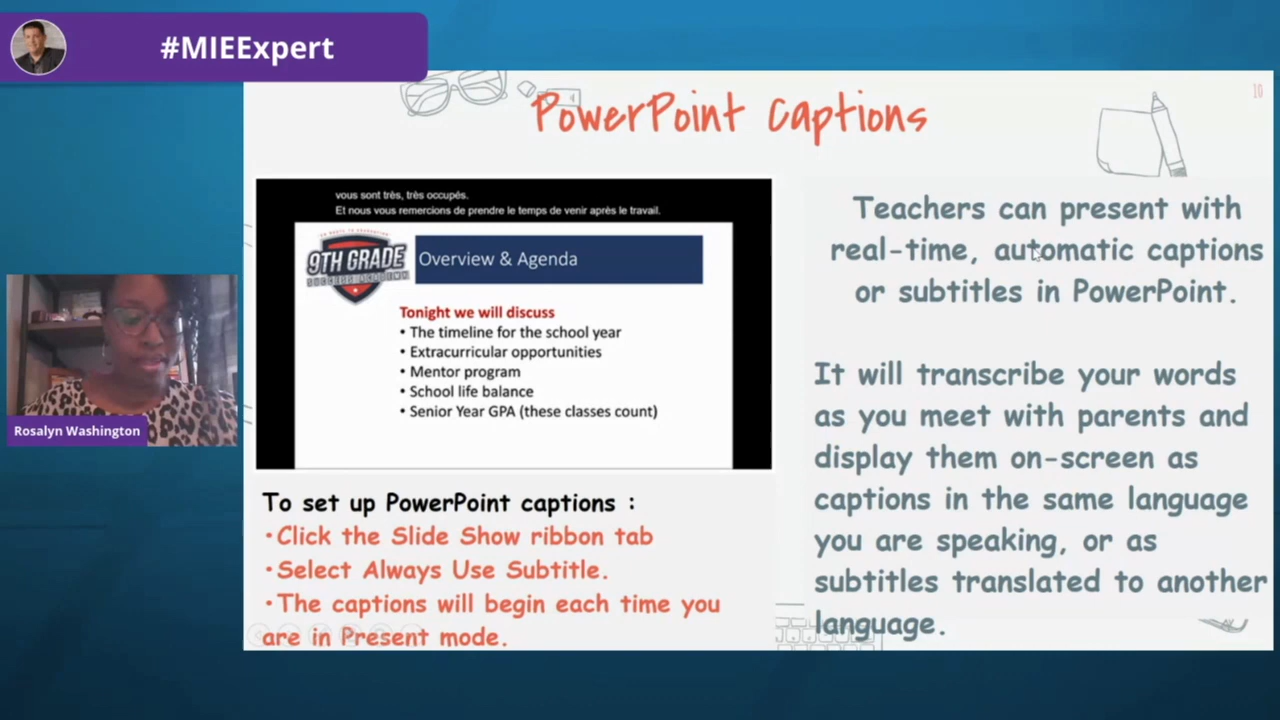 #MIEExpert
PowerPoint Captions
10
vous sont très, très occupés.
Et nous vous remercions de prendre le temps de venir après le travail.
9TH GRADE
Overview & Agenda
Tonight we will discuss
• The timeline for the school year
• Extracurricular opportunities
• Mentor program
• School life balance
• Senior Year GPA (these classes count)
To set up PowerPoint captions :
•Click the Slide Show ribbon tab
•Select Always Use Subtitle.
•The captions will begin each time you
are in Present mode.
Teachers can present with
real-time, automatic captions
or subtitles in PowerPoint.
It will transcribe your words
as you meet with parents and
display them on-screen as
captions in the same language
you are speaking, or as
subtitles translated to another
language.
Rosalyn Washington